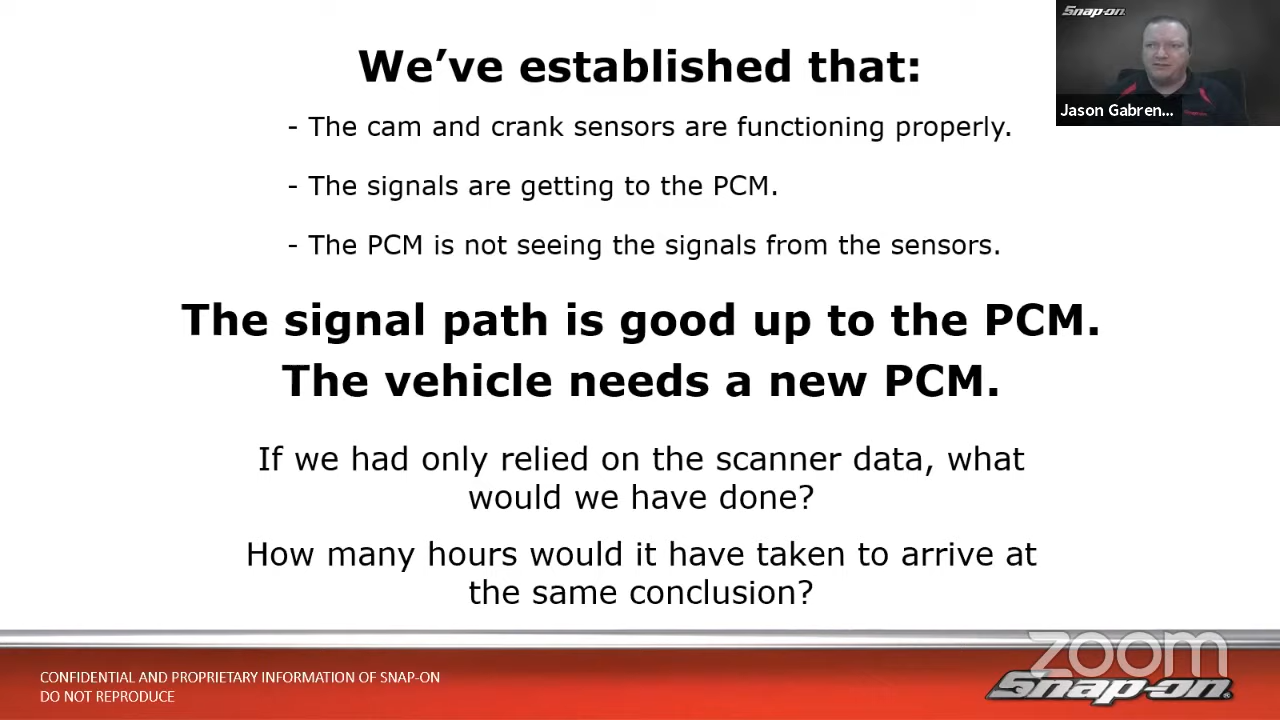 Snap-on
Jason Gabren...
We’ve established that:
- The cam and crank sensors are functioning properly.
- The signals are getting to the PCM.
- The PCM is not seeing the signals from the sensors.
The signal path is good up to the PCM.
The vehicle needs a new PCM.
If we had only relied on the scanner data, what
would we have done?
How many hours would it have taken to arrive at
the same conclusion?
CONFIDENTIAL AND PROPRIETARY INFORMATION OF SNAP-ON
DO NOT REPRODUCE
zoom
Snap-on